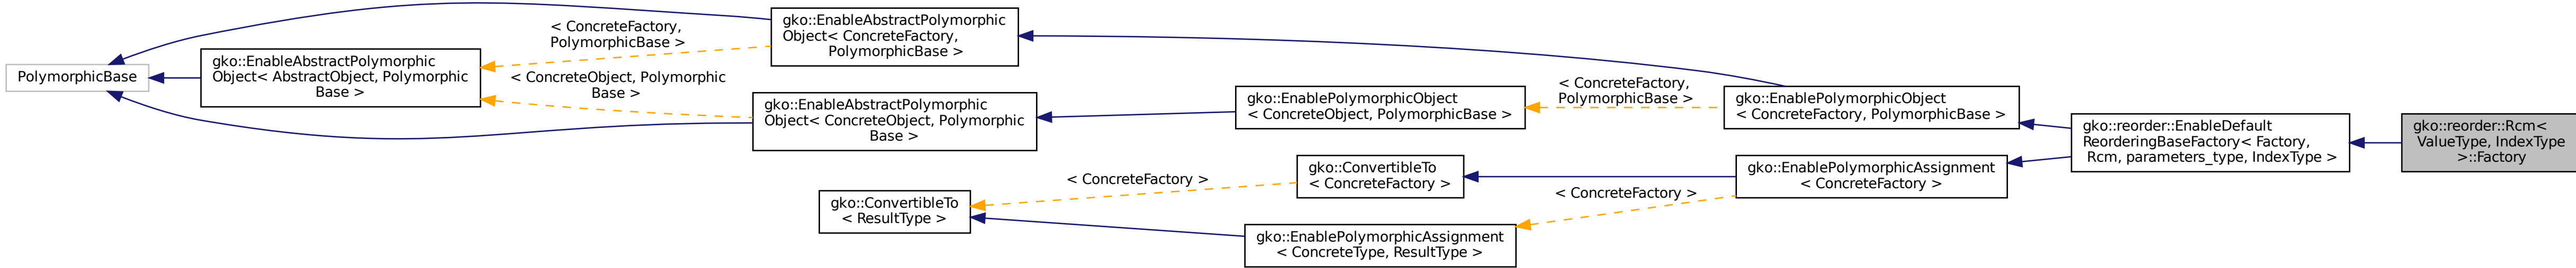 PolymorphicBase
gko::EnableAbstractPolymorphic
Object< AbstractObject, Polymorphic
Base >
< ConcreteFactory,
PolymorphicBase >
< ConcreteObject, Polymorphic
Base >
gko::EnableAbstractPolymorphic
Object< ConcreteFactory,
PolymorphicBase >
gko::EnableAbstractPolymorphic
Object< ConcreteObject, Polymorphic
Base >
gko::ConvertibleTo
< ResultType >
< ConcreteFactory >
gko::EnablePolymorphicObject
< ConcreteObject, PolymorphicBase >
gko::ConvertibleTo
< ConcreteFactory >
gko::EnablePolymorphicAssignment
< ConcreteType, ResultType >
< ConcreteFactory,
PolymorphicBase >
< ConcreteFactory >
gko::EnablePolymorphicObject
< ConcreteFactory, PolymorphicBase >
gko::EnablePolymorphicAssignment
< ConcreteFactory >
gko::reorder::EnableDefault
ReorderingBaseFactory< Factory,
Rcm, parameters_type, IndexType >
gko::reorder::Rcm<
ValueType, IndexType
>::Factory